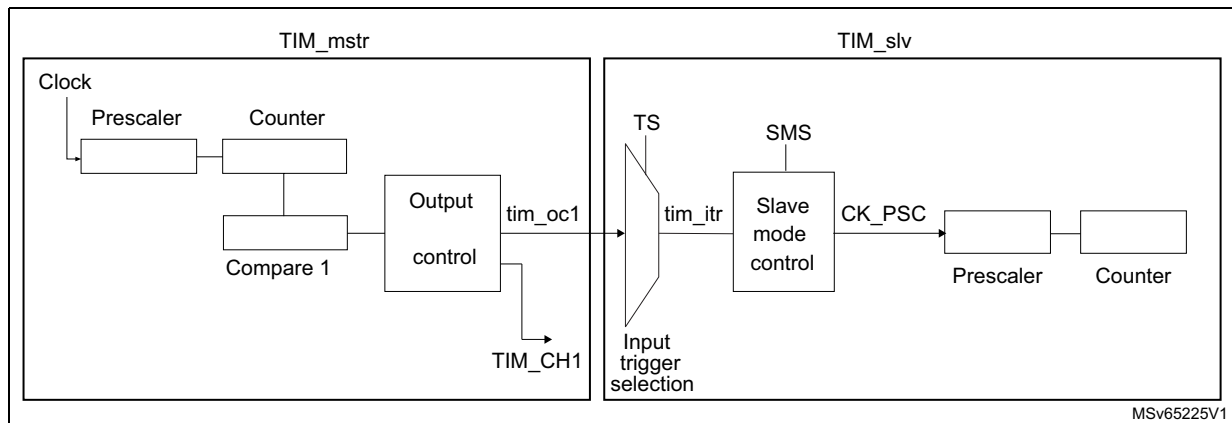 TIM_mstr
TIM_slv
Clock
Prescaler
Counter
TS
SMS
Output
control
tim_oc1
tim_itr
Slave
mode
control
CK_PSC
Compare 1
Prescaler
Counter
TIM_CH1
Input
trigger
selection
MSv65225V1